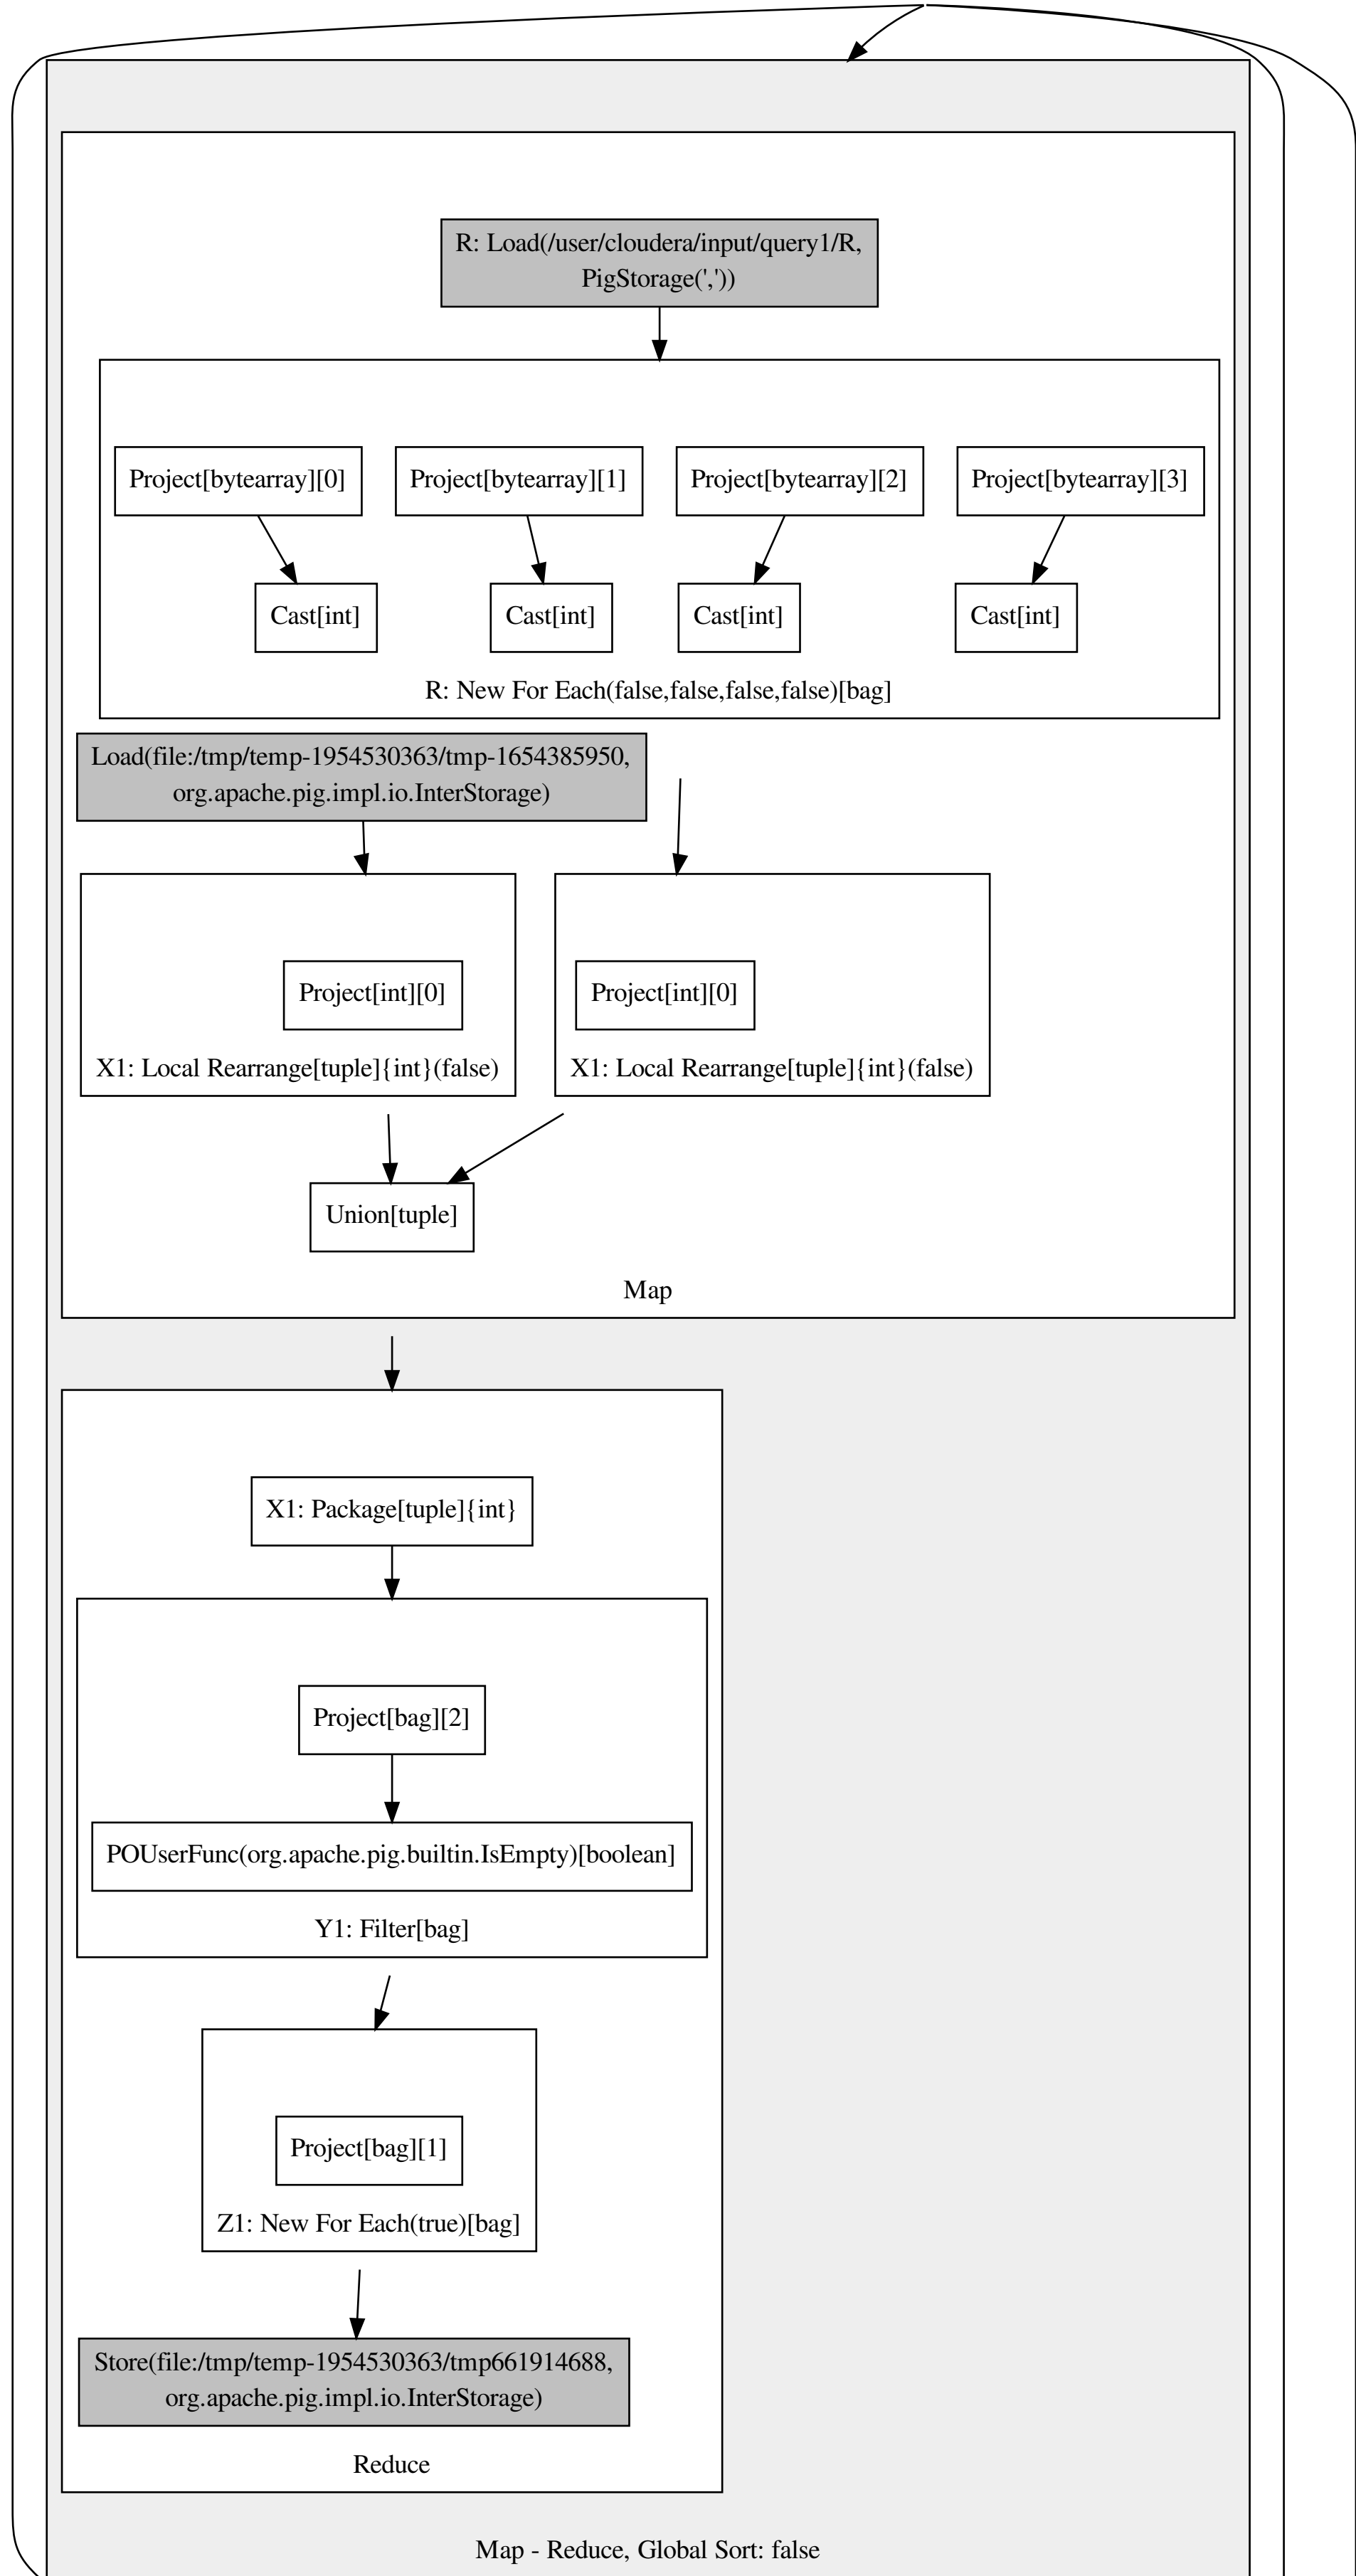 R: Load(/user/cloudera/input/query1/R,
PigStorage(','))
Project[bytearray][0]
Project[bytearray][1]
Project[bytearray][2]
Project[bytearray][3]
Cast[int]
Cast[int]
Cast[int]
Cast[int]
R: New For Each(false,false,false,false)[bag]
Load(file:/tmp/temp-1954530363/tmp-1654385950,
org.apache.pig.impl.io.InterStorage)
Project[int][0]
Project[int][0]
X1: Local Rearrange[tuple]{int}(false)
X1: Local Rearrange[tuple]{int}(false)
Union[tuple]
Map
X1: Package[tuple]{int}
Project[bag][2]
POUserFunc(org.apache.pig.builtin.IsEmpty)[boolean]
Y1: Filter[bag]
Project[bag][1]
Z1: New For Each(true)[bag]
Store(file:/tmp/temp-1954530363/tmp661914688,
org.apache.pig.impl.io.InterStorage)
Reduce
Map - Reduce, Global Sort: false